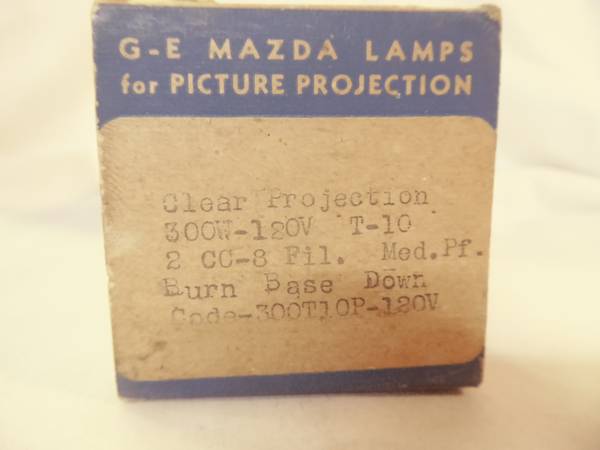 G-E MAZDA LAMPS
for PICTURE PROJECTION
Clear Projection
300W-120V T-10
2 CC-8 Fil. Med.Pf.
Burn Base Down
Code-300T10P-120V